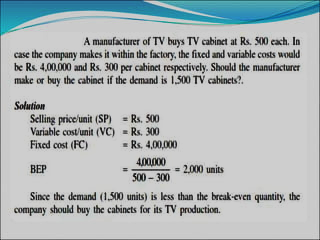 A manufacturer of TV buys TV cabinet at Rs. 500 each. In
case the company makes it within the factory, the fixed and variable costs would
be Rs. 4,00,000 and Rs. 300 per cabinet respectively. Should the manufacturer
make or buy the cabinet if the demand is 1,500 TV cabinets?.
Solution
Selling price/unit (SP) = Rs. 500
Variable cost/unit (VC) = Rs. 300
Fixed cost (FC) = Rs. 4,00,000
BEP = 4,00,000 / 500 − 300 = 2,000 units
Since the demand (1,500 units) is less than the break-even quantity, the
company should buy the cabinets for its TV production.